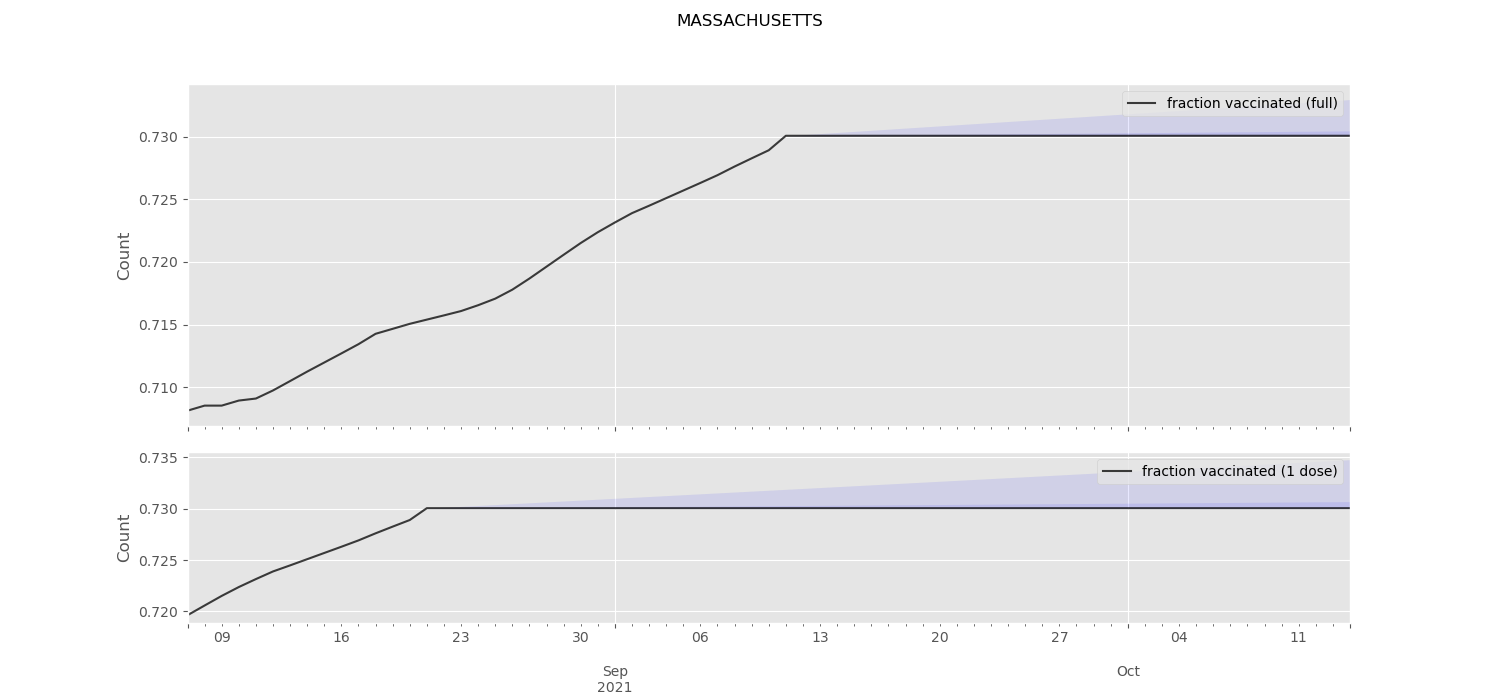 MASSACHUSETTS
fraction vaccinated (full)
0.730
0.725
0.720
0.715
0.710
Count
fraction vaccinated (1 dose)
0.735
0.730
0.725
0.720
Count
09 16 23 30 06 13 20 27 04 11
Sep Oct
2021